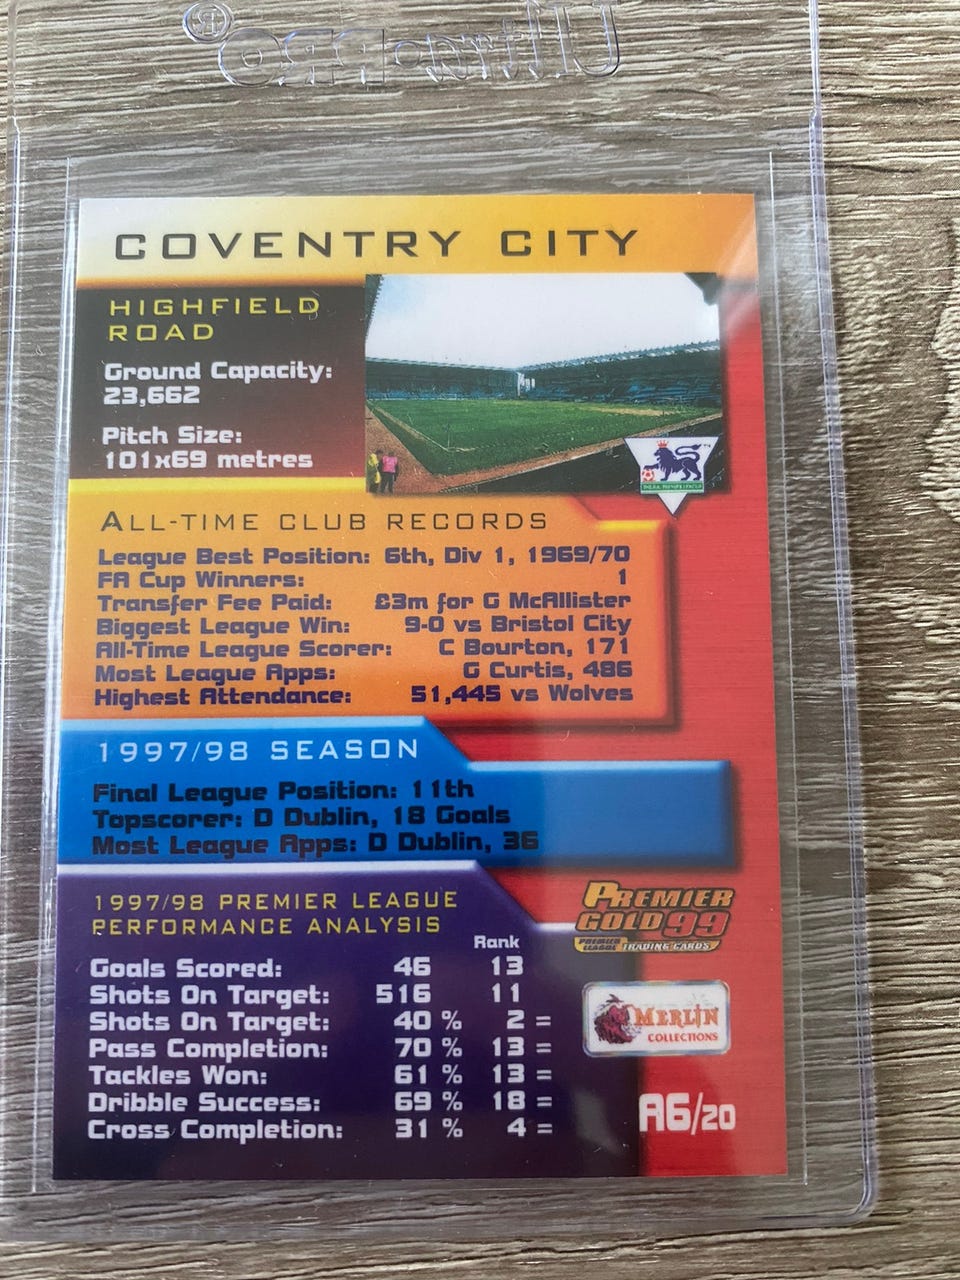 Ultra•PRO®
COVENTRY CITY
HIGHFIELD
ROAD
Ground Capacity:
23,662
Pitch Size:
101x69 metres
ALL-TIME CLUB RECORDS
League Best Position: 6th, Div 1, 1969/70
FA Cup Winners: 1
Transfer Fee Paid: £3m for G McAllister
Biggest League Win: 9-0 vs Bristol City
All-Time League Scorer: C Bourton, 171
Most League Apps: G Curtis, 486
Highest Attendance: 51,445 vs Wolves
1997/98 SEASON
Final League Position: 11th
Topscorer: D Dublin, 18 Goals
Most League Apps: D Dublin, 36
1997/98 PREMIER LEAGUE
PERFORMANCE ANALYSIS
Rank
Goals Scored: 46 13
Shots On Target: 516 11
Shots On Target: 40 % 2 =
Pass Completion: 70 % 13 =
Tackles Won: 61 % 13 =
Dribble Success: 69 % 18 =
Cross Completion: 31 % 4 =
PREMIER
GOLD 99
PREMIER LEAGUE TRADING CARDS
MERLIN
COLLECTIONS
A6/20